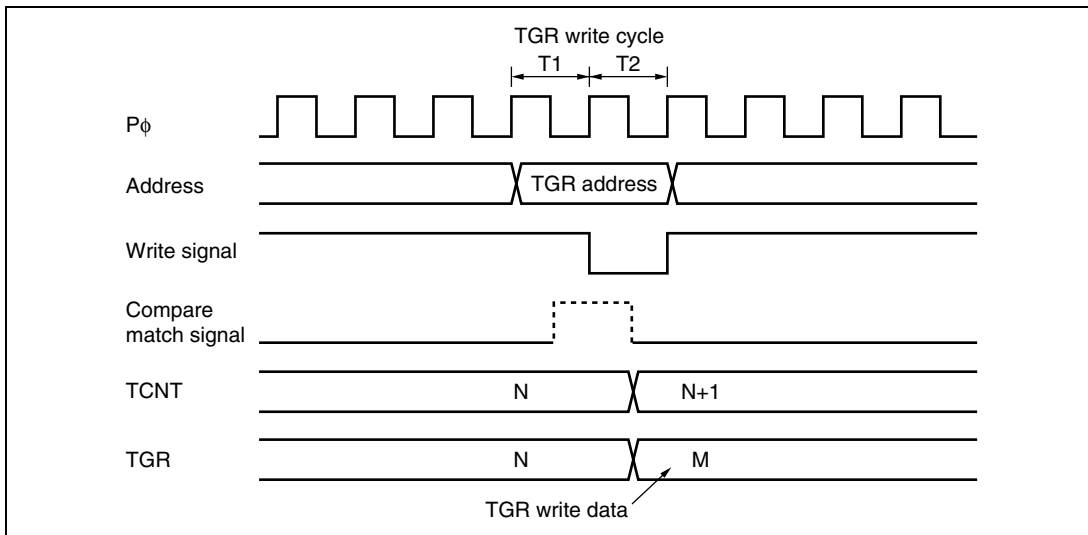 TGR write cycle
T1 T2
Pϕ
Address TGR address
Write signal
Compare
match signal
TCNT N N+1
TGR N M
TGR write data